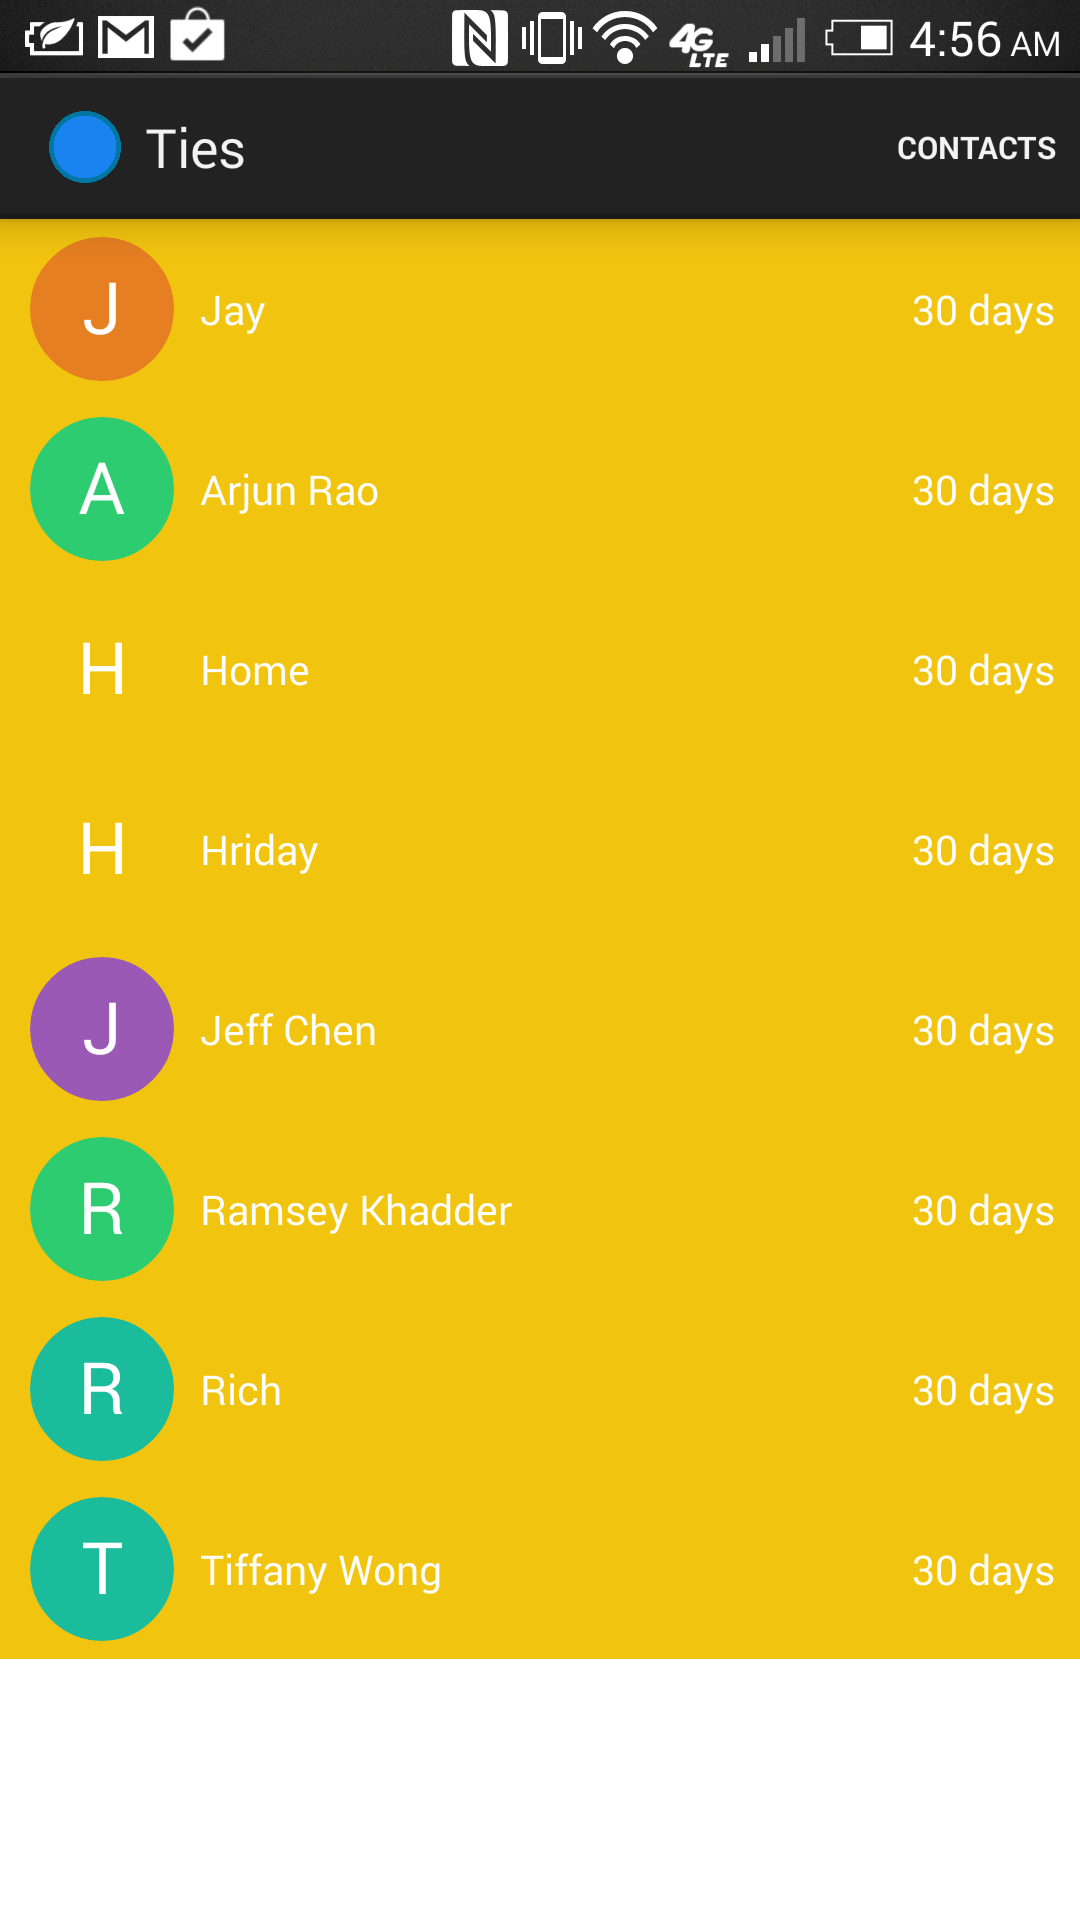 4G LTE 4:56 AM
Ties CONTACTS
J Jay 30 days
A Arjun Rao 30 days
H Home 30 days
H Hriday 30 days
J Jeff Chen 30 days
R Ramsey Khadder 30 days
R Rich 30 days
T Tiffany Wong 30 days